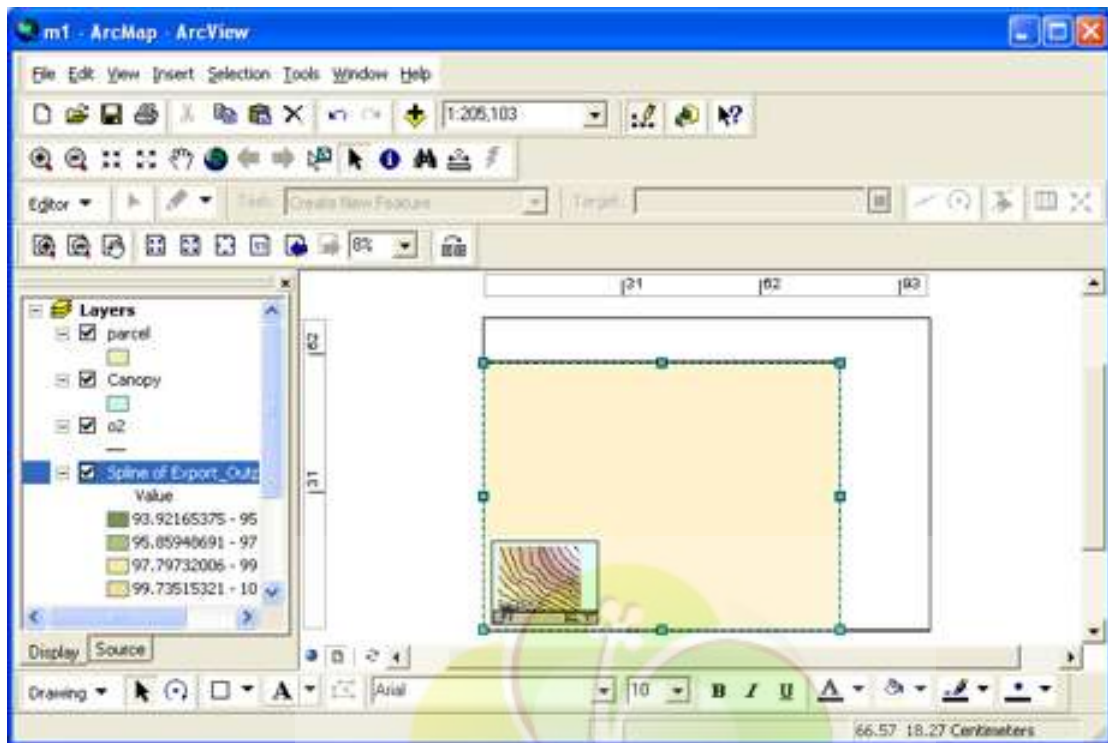 m1 - ArcMap - ArcView
File Edit View Insert Selection Tools Window Help
1:205,103
Editor Task: Create New Feature Target:
8%
Layers
parcel
Canopy
o2
Spline of Export_Outp
Value
93.92165375 - 95
95.85948691 - 97
97.79732006 - 99
99.73515321 - 10
31 62 93
62
31
Display Source
Drawing A Arial 10 B I U A
66.57 18.27 Centimeters